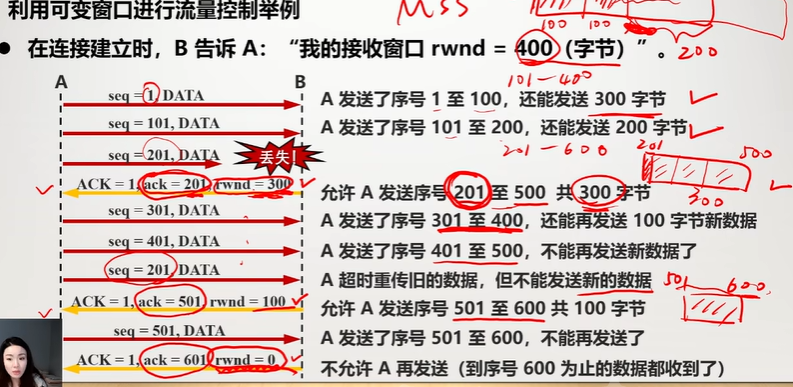 利用可变窗口进行流量控制举例
MSS
100 100
200
● 在连接建立时，B 告诉 A：“我的接收窗口 rwnd = 400（字节）”。
101-400
A B
seq = 1, DATA A 发送了序号 1 至 100，还能发送 300 字节
seq = 101, DATA A 发送了序号 101 至 200，还能发送 200 字节
201-600
seq = 201, DATA 丢失！
201 500
300
ACK = 1, ack = 201, rwnd = 300 允许 A 发送序号 201 至 500 共 300 字节
seq = 301, DATA A 发送了序号 301 至 400，还能再发送 100 字节新数据
seq = 401, DATA A 发送了序号 401 至 500，不能再发送新数据了
seq = 201, DATA A 超时重传旧的数据，但不能发送新的数据
501 600
ACK = 1, ack = 501, rwnd = 100 允许 A 发送序号 501 至 600 共 100 字节
seq = 501, DATA A 发送了序号 501 至 600，不能再发送了
ACK = 1, ack = 601, rwnd = 0 不允许 A 再发送（到序号 600 为止的数据都收到了）